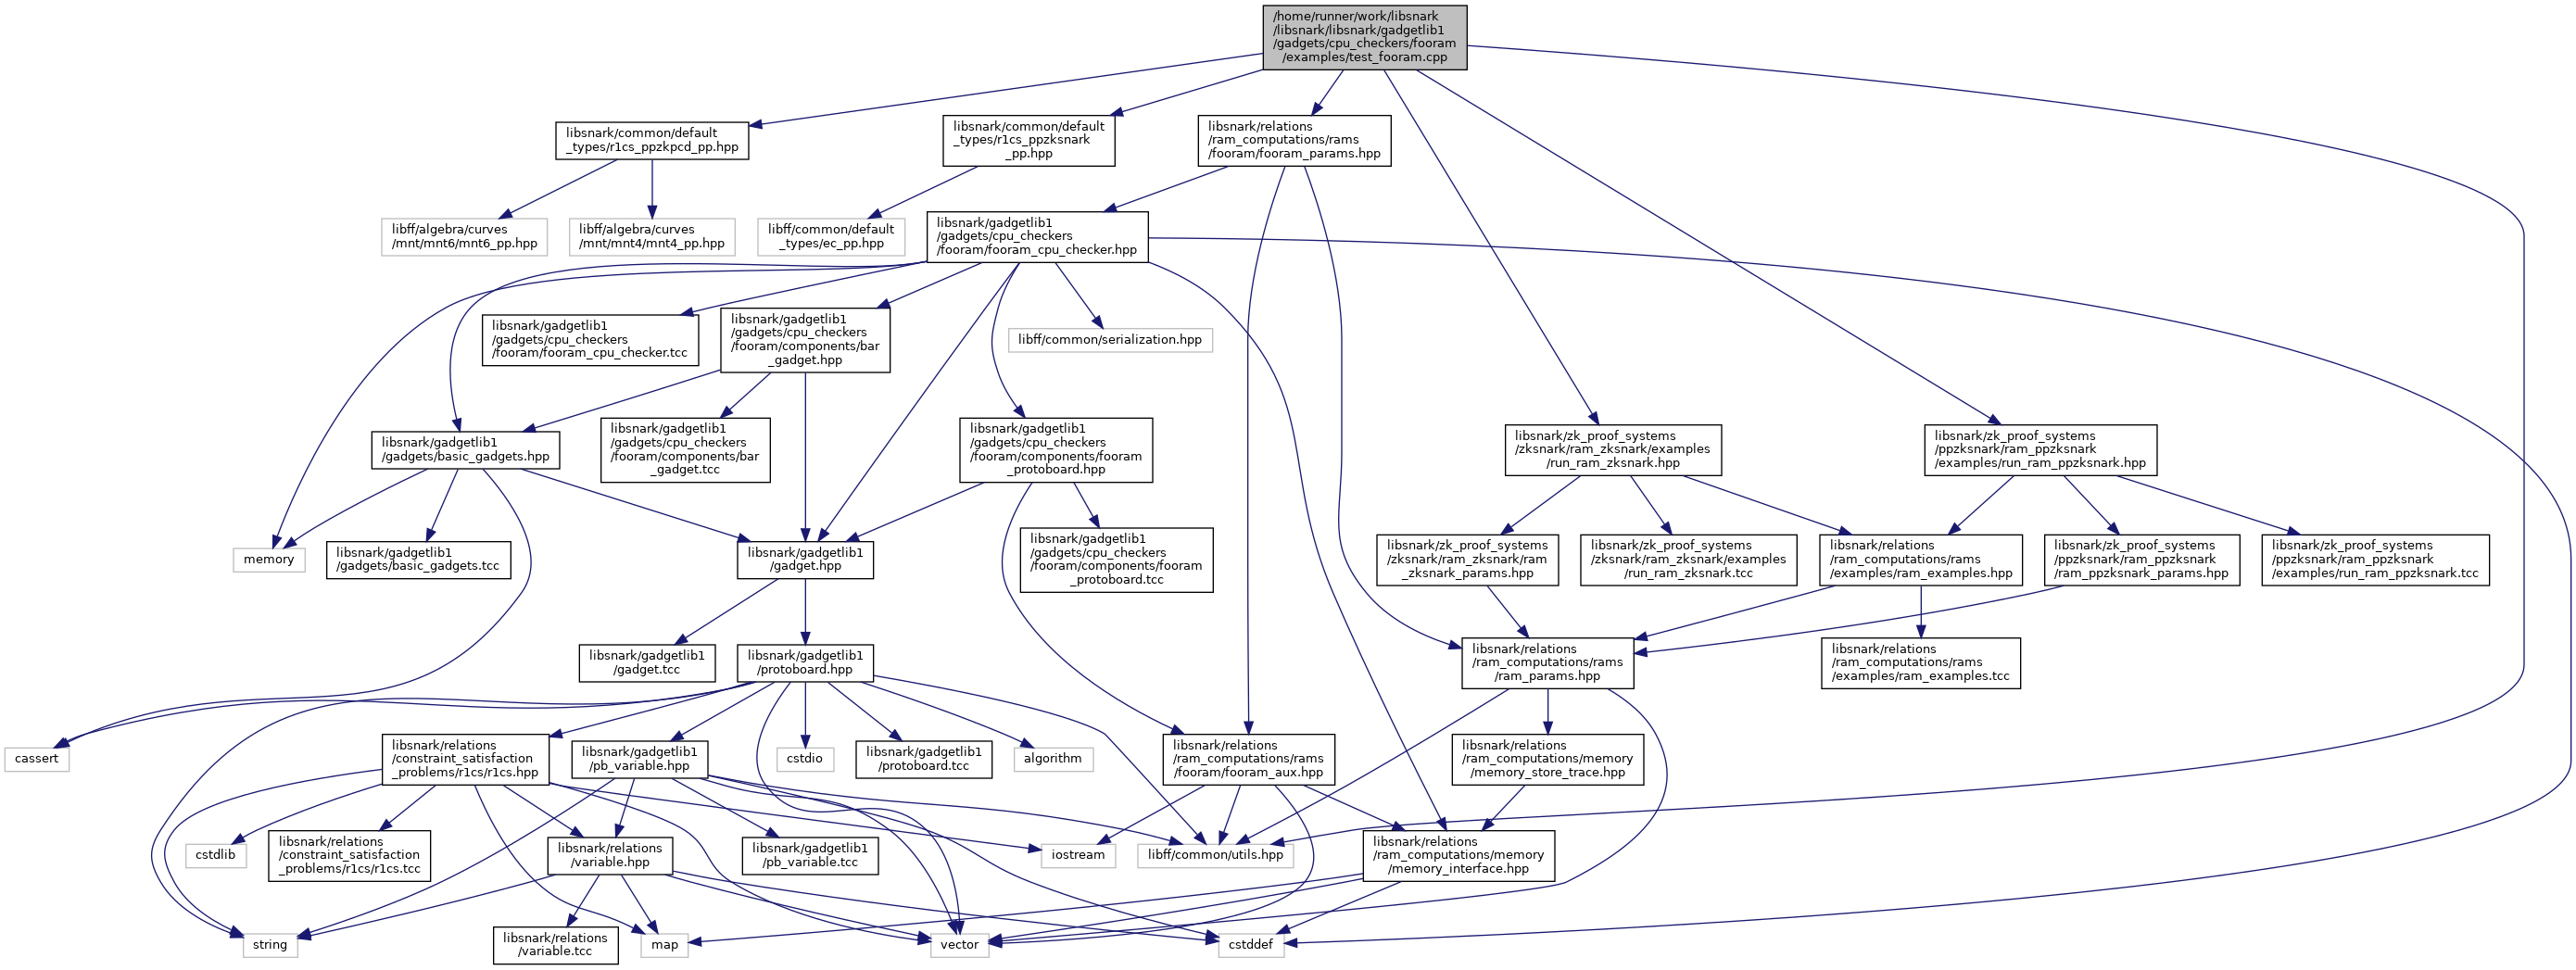 /home/runner/work/libsnark
/libsnark/libsnark/gadgetlib1
/gadgets/cpu_checkers/fooram
/examples/test_fooram.cpp
libsnark/common/default
_types/r1cs_ppzkpcd_pp.hpp
libsnark/common/default
_types/r1cs_ppzksnark
_pp.hpp
libsnark/relations
/ram_computations/rams
/fooram/fooram_params.hpp
libff/algebra/curves
/mnt/mnt6/mnt6_pp.hpp
libff/algebra/curves
/mnt/mnt4/mnt4_pp.hpp
libff/common/default
_types/ec_pp.hpp
libsnark/gadgetlib1
/gadgets/cpu_checkers
/fooram/fooram_cpu_checker.hpp
libsnark/gadgetlib1
/gadgets/cpu_checkers
/fooram/fooram_cpu_checker.tcc
libsnark/gadgetlib1
/gadgets/cpu_checkers
/fooram/components/bar
_gadget.hpp
libff/common/serialization.hpp
libsnark/gadgetlib1
/gadgets/basic_gadgets.hpp
libsnark/gadgetlib1
/gadgets/cpu_checkers
/fooram/components/bar
_gadget.tcc
libsnark/gadgetlib1
/gadgets/cpu_checkers
/fooram/components/fooram
_protoboard.hpp
libsnark/zk_proof_systems
/zksnark/ram_zksnark/examples
/run_ram_zksnark.hpp
libsnark/zk_proof_systems
/ppzksnark/ram_ppzksnark
/examples/run_ram_ppzksnark.hpp
memory
libsnark/gadgetlib1
/gadgets/basic_gadgets.tcc
libsnark/gadgetlib1
/gadget.hpp
libsnark/gadgetlib1
/gadgets/cpu_checkers
/fooram/components/fooram
_protoboard.tcc
libsnark/zk_proof_systems
/zksnark/ram_zksnark/ram
_zksnark_params.hpp
libsnark/zk_proof_systems
/zksnark/ram_zksnark/examples
/run_ram_zksnark.tcc
libsnark/relations
/ram_computations/rams
/examples/ram_examples.hpp
libsnark/zk_proof_systems
/ppzksnark/ram_ppzksnark
/ram_ppzksnark_params.hpp
libsnark/zk_proof_systems
/ppzksnark/ram_ppzksnark
/examples/run_ram_ppzksnark.tcc
libsnark/gadgetlib1
/gadget.tcc
libsnark/gadgetlib1
/protoboard.hpp
libsnark/relations
/ram_computations/rams
/ram_params.hpp
libsnark/relations
/ram_computations/rams
/examples/ram_examples.tcc
cassert
libsnark/relations
/constraint_satisfaction
_problems/r1cs/r1cs.hpp
libsnark/gadgetlib1
/pb_variable.hpp
cstdio
libsnark/gadgetlib1
/protoboard.tcc
algorithm
libsnark/relations
/ram_computations/rams
/fooram/fooram_aux.hpp
libsnark/relations
/ram_computations/memory
/memory_store_trace.hpp
cstdlib
libsnark/relations
/constraint_satisfaction
_problems/r1cs/r1cs.tcc
libsnark/relations
/variable.hpp
libsnark/gadgetlib1
/pb_variable.tcc
iostream
libff/common/utils.hpp
libsnark/relations
/ram_computations/memory
/memory_interface.hpp
string
libsnark/relations
/variable.tcc
map
vector
cstddef